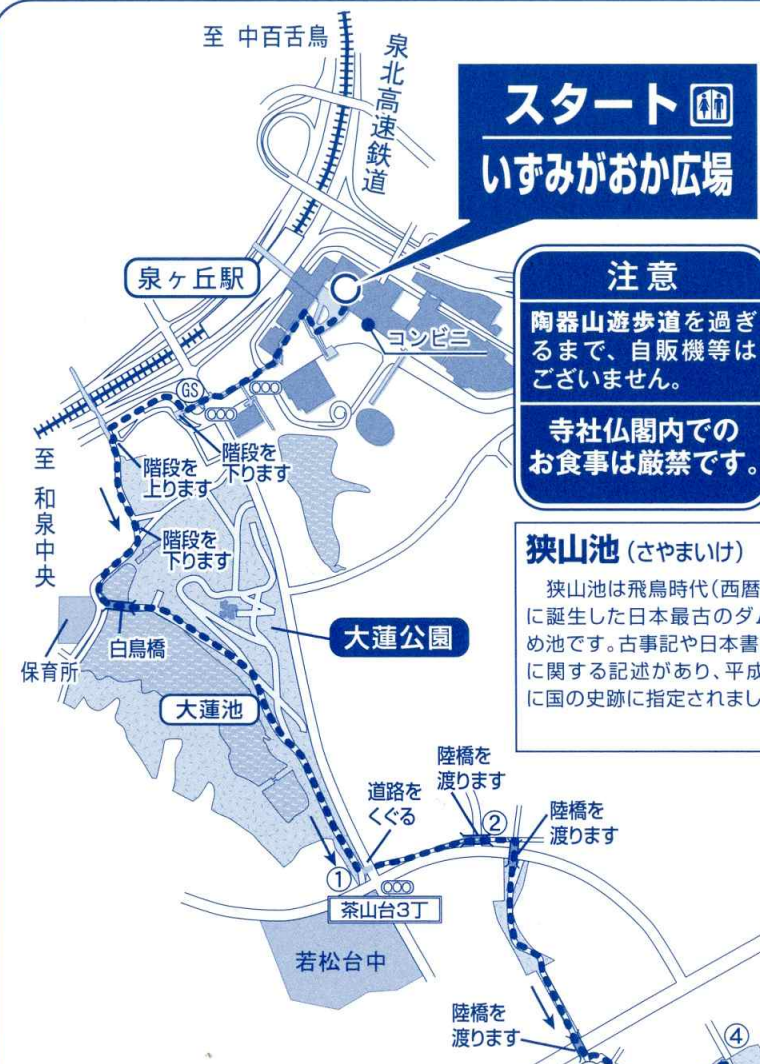 至 中百舌鳥
泉北高速鉄道
スタート
いずみがおか広場
泉ヶ丘駅
コンビニ
注意
陶器山遊歩道を過ぎ
るまで、自販機等は
ございません。
寺社仏閣内での
お食事は厳禁です。
GS
階段を
上ります
階段を
下ります
至 和泉中央
階段を
下ります
狭山池(さやまいけ)
狭山池は飛鳥時代(西暦
に誕生した日本最古のダム
め池です。古事記や日本書
に関する記述があり、平成
に国の史跡に指定されまし
白鳥橋
保育所
大蓮公園
大蓮池
道路を
くぐる
陸橋を
渡ります
②
陸橋を
渡ります
①
茶山台3丁
若松台中
陸橋を
渡ります
④